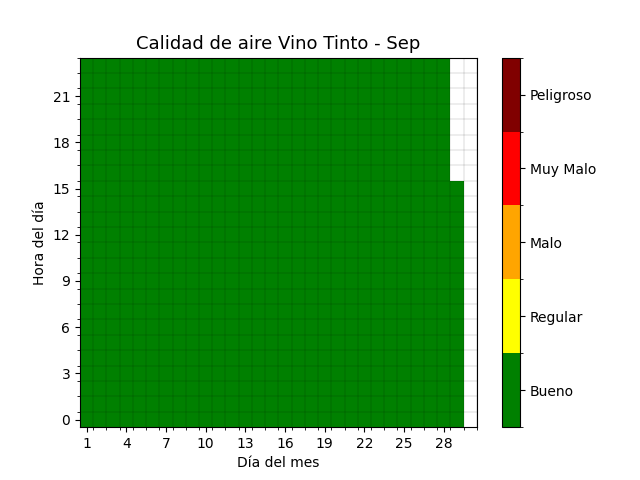 Calidad de aire Vino Tinto - Sep
Hora del día
21
18
15
12
9
6
3
0
1 4 7 10 13 16 19 22 25 28
Día del mes
Peligroso
Muy Malo
Malo
Regular
Bueno